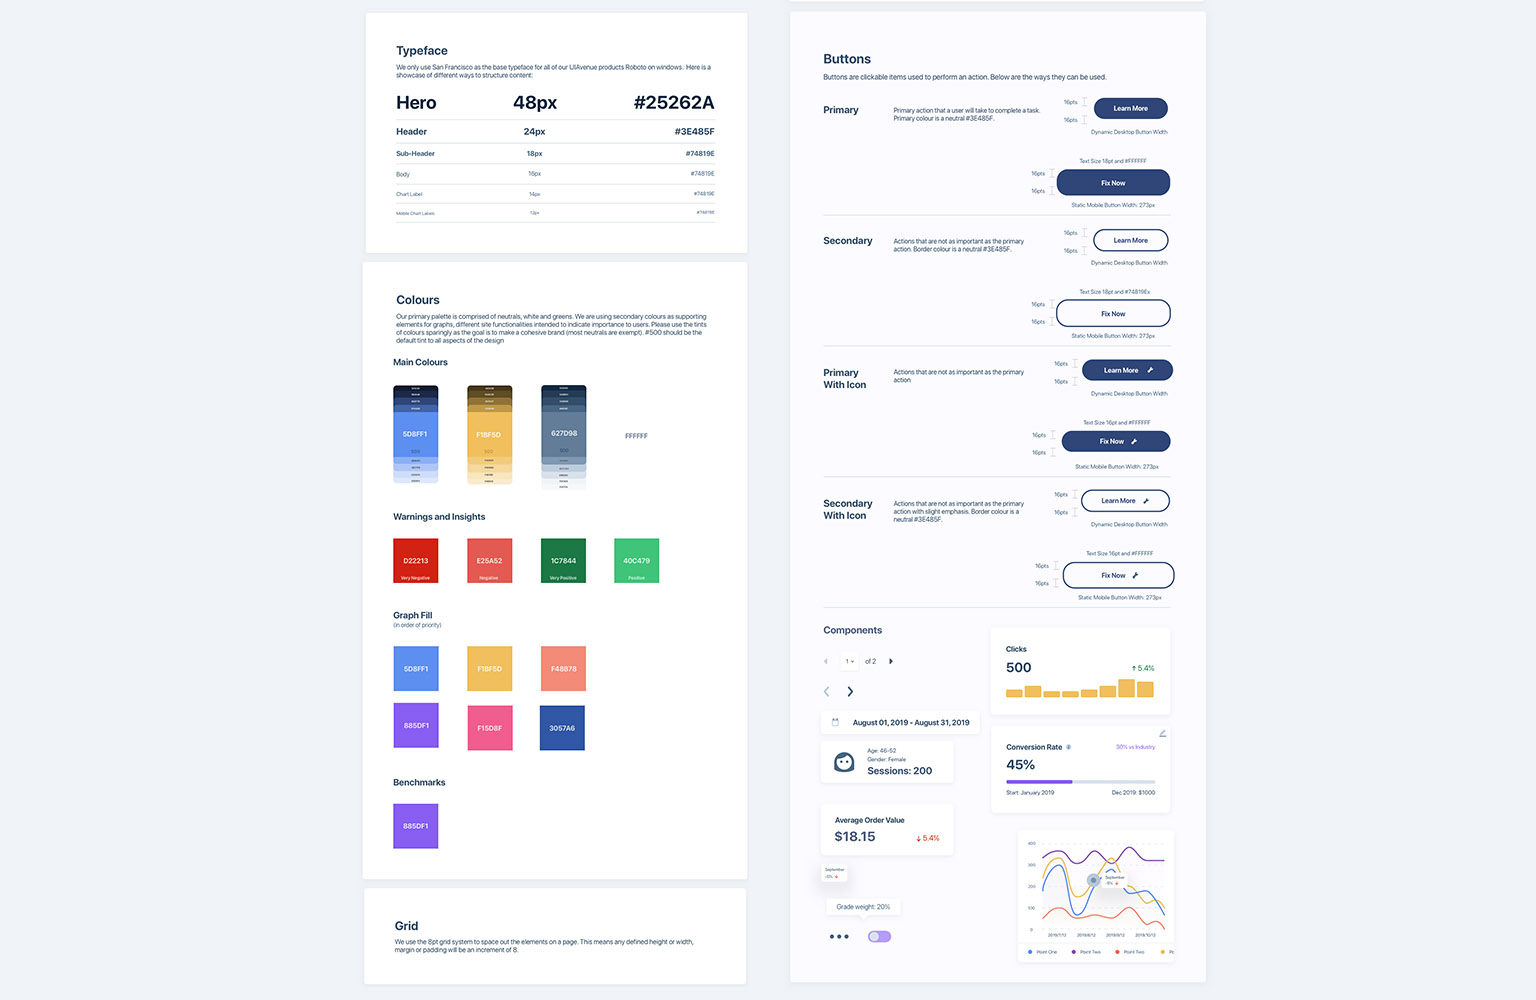 Typeface
We only use San Francisco as the base typeface for all of our UIAvenue products Roboto on windows. Here is a
showcase of different ways to structure content:
Hero 48px #25262A
Header 24px #3E485F
Sub-Header 18px #74819E
Body 16px #74819E
Chart Label 14px #74819E
Mobile Chart Labels 12px #74819E
Colours
Our primary palette is comprised of neutrals, white and greens. We are using secondary colours as supporting
elements for graphs, different site functionalities intended to indicate importance to users. Please use the tints
of colours sparingly as the goal is to make a cohesive brand (most neutrals are exempt). #500 should be the
default tint to all aspects of the design
Main Colours
5D8FF1
500
F1BF5D
500
627D98
500
FFFFFF
Warnings and Insights
D22213
Very Negative
E25A52
Negative
1C7844
Very Positive
40C479
Positive
Graph Fill
(in order of priority)
5D8FF1
F1BF5D
F48B78
885DF1
F15D8F
3057A6
Benchmarks
885DF1
Grid
We use the 8pt grid system to space out the elements on a page. This means any defined height or width,
margin or padding will be an increment of 8.
Buttons
Buttons are clickable items used to perform an action. Below are the ways they can be used.
Primary
Primary action that a user will take to complete a task.
Primary colour is a neutral #3E485F.
16pts
16pts
Learn More
Dynamic Desktop Button Width
Text Size 18pt and #FFFFFF
16pts
16pts
Fix Now
Static Mobile Button Width: 273px
Secondary
Actions that are not as important as the primary
action. Border colour is a neutral #3E485F.
16pts
16pts
Learn More
Dynamic Desktop Button Width
Text Size 18pt and #74819Ex
16pts
16pts
Fix Now
Static Mobile Button Width: 273px
Primary
With Icon
Actions that are not as important as the primary
action
16pts
16pts
Learn More
Dynamic Desktop Button Width
Text Size 16pt and #FFFFFF
16pts
16pts
Fix Now
Static Mobile Button Width: 273px
Secondary
With Icon
Actions that are not as important as the primary
action with slight emphasis. Border colour is a
neutral #3E485F.
16pts
16pts
Learn More
Dynamic Desktop Button Width
Text Size 16pt and #FFFFFF
16pts
16pts
Fix Now
Static Mobile Button Width: 273px
Components
1 of 2
August 01, 2019 - August 31, 2019
Age: 46-52
Gender: Female
Sessions: 200
Average Order Value
$18.15 5.4%
September
-5%
Grade weight: 20%
Clicks
500 5.4%
Conversion Rate 30% vs Industry
45%
Start: January 2019 Dec 2019: $1000
400
300
200
100
0
September
-5%
2019/7/12 2019/8/12 2019/9/12 2019/10/12
Point One Point Two Point Two Po